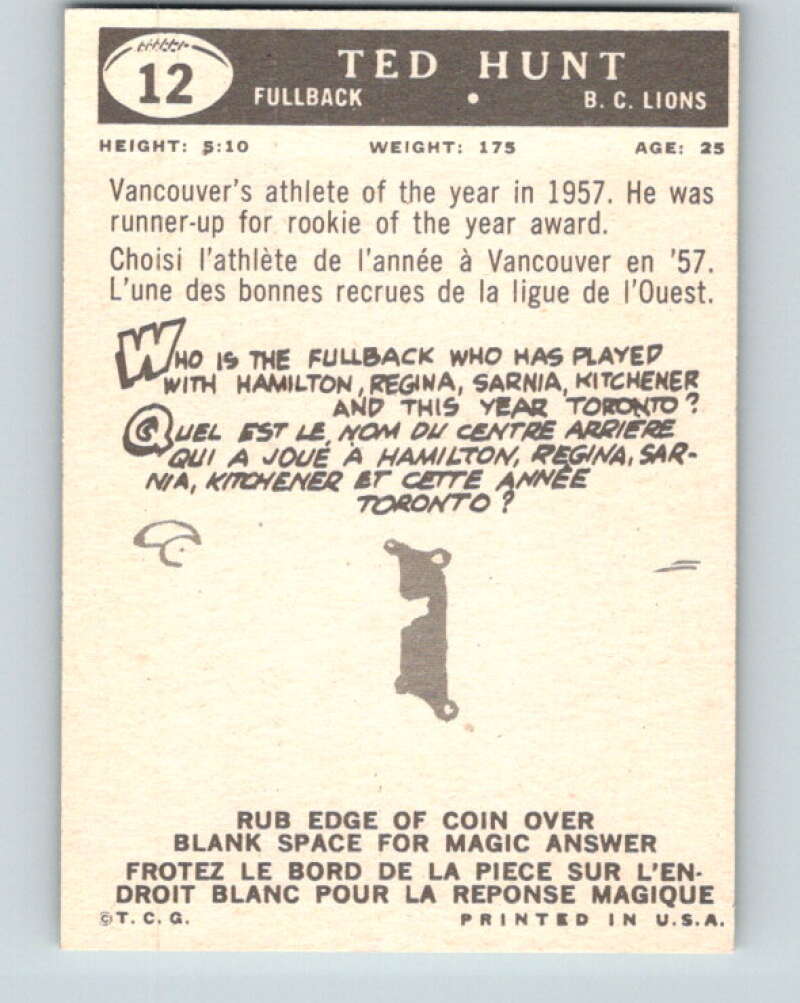 12
TED HUNT
FULLBACK • B. C. LIONS
HEIGHT: 5:10 WEIGHT: 175 AGE: 25
Vancouver's athlete of the year in 1957. He was
runner-up for rookie of the year award.
Choisi l'athlète de l'année à Vancouver en '57.
L'une des bonnes recrues de la ligue de l'Ouest.
WHO IS THE FULLBACK WHO HAS PLAYED
WITH HAMILTON, REGINA, SARNIA, KITCHENER
AND THIS YEAR TORONTO?
QUEL EST LE NOM DU CENTRE ARRIÈRE
QUI A JOUÉ À HAMILTON, REGINA, SAR-
NIA, KITCHENER ET CETTE ANNÉE
TORONTO?
RUB EDGE OF COIN OVER
BLANK SPACE FOR MAGIC ANSWER
FROTEZ LE BORD DE LA PIECE SUR L'EN-
DROIT BLANC POUR LA REPONSE MAGIQUE
© T. C. G. PRINTED IN U.S.A.